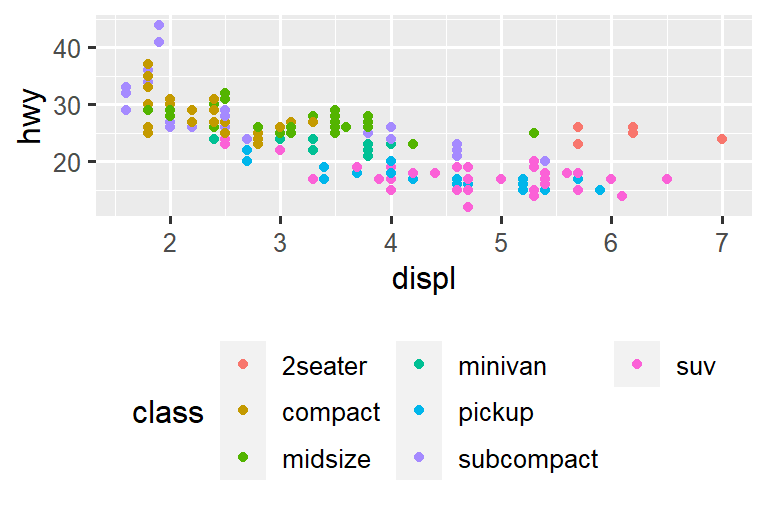 hwy
40
30
20
2 3 4 5 6 7
displ
class
2seater minivan suv
compact pickup
midsize subcompact